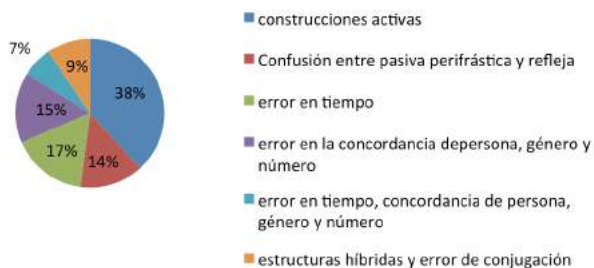 construcciones activas
7%
9%
38%
Confusión entre pasiva perifrástica y refleja
error en tiempo
15%
17%
14%
error en la concordancia depersona, género y
número
error en tiempo, concordancia de persona,
género y número
estructuras híbridas y error de conjugación